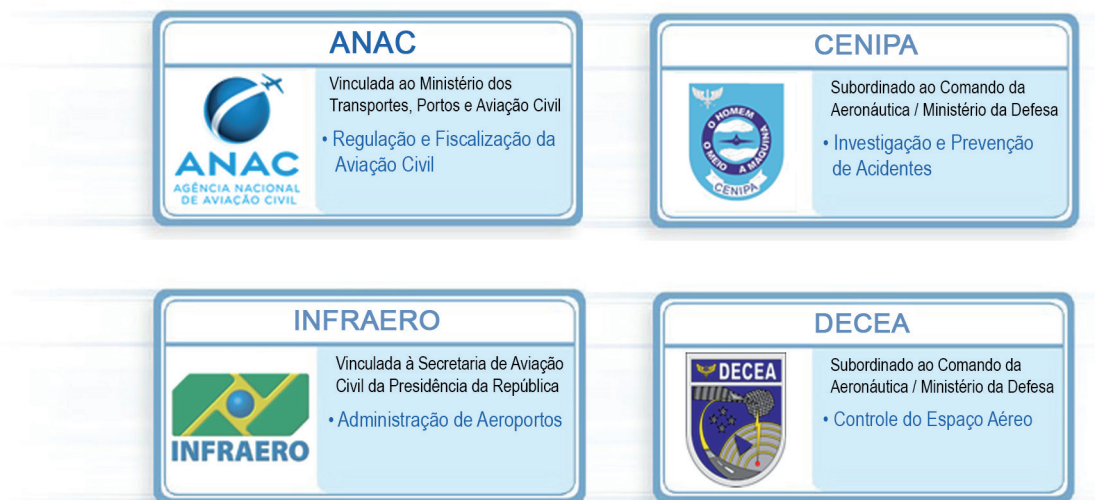 ANAC
Vinculada ao Ministério dos
Transportes, Portos e Aviação Civil
• Regulação e Fiscalização da
Aviação Civil
ANAC
AGÊNCIA NACIONAL
DE AVIAÇÃO CIVIL
CENIPA
Subordinado ao Comando da
Aeronáutica / Ministério da Defesa
• Investigação e Prevenção
de Acidentes
O HOMEM
O MEIO
A MÁQUINA
CENIPA
INFRAERO
Vinculada à Secretaria de Aviação
Civil da Presidência da República
• Administração de Aeroportos
INFRAERO
DECEA
Subordinado ao Comando da
Aeronáutica / Ministério da Defesa
• Controle do Espaço Aéreo
DECEA